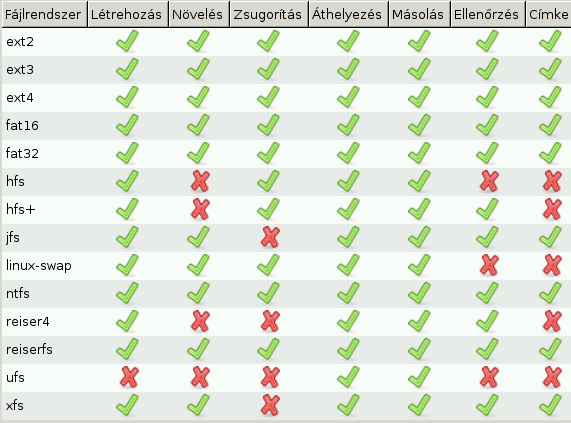 Fájlrendszer Létrehozás Növelés Zsugorítás Áthelyezés Másolás Ellenőrzés Címke
ext2
ext3
ext4
fat16
fat32
hfs
hfs+
jfs
linux-swap
ntfs
reiser4
reiserfs
ufs
xfs